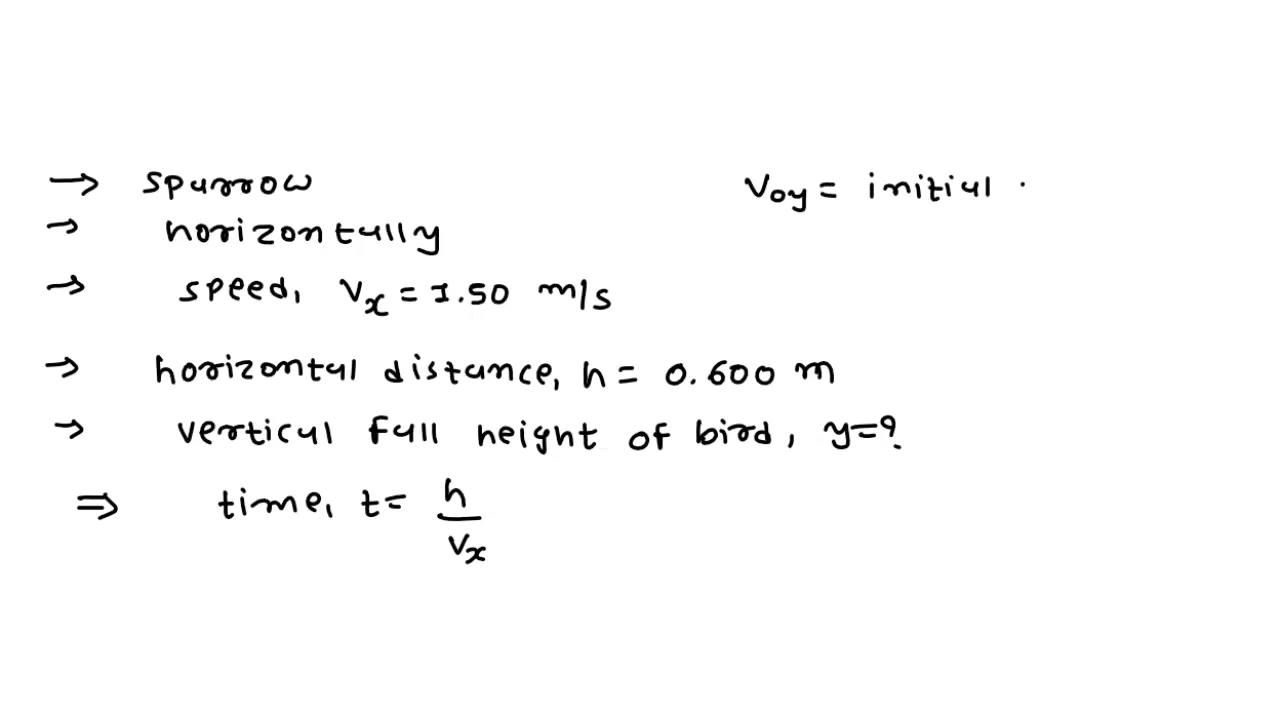 → sparrow
→ horizontally
→ speed, Vx = 1.50 m/s
→ horizontal distance, h = 0.600 m
→ vertical fall height of bird, y=?
⇒ time, t = h/Vx
Voy = initial